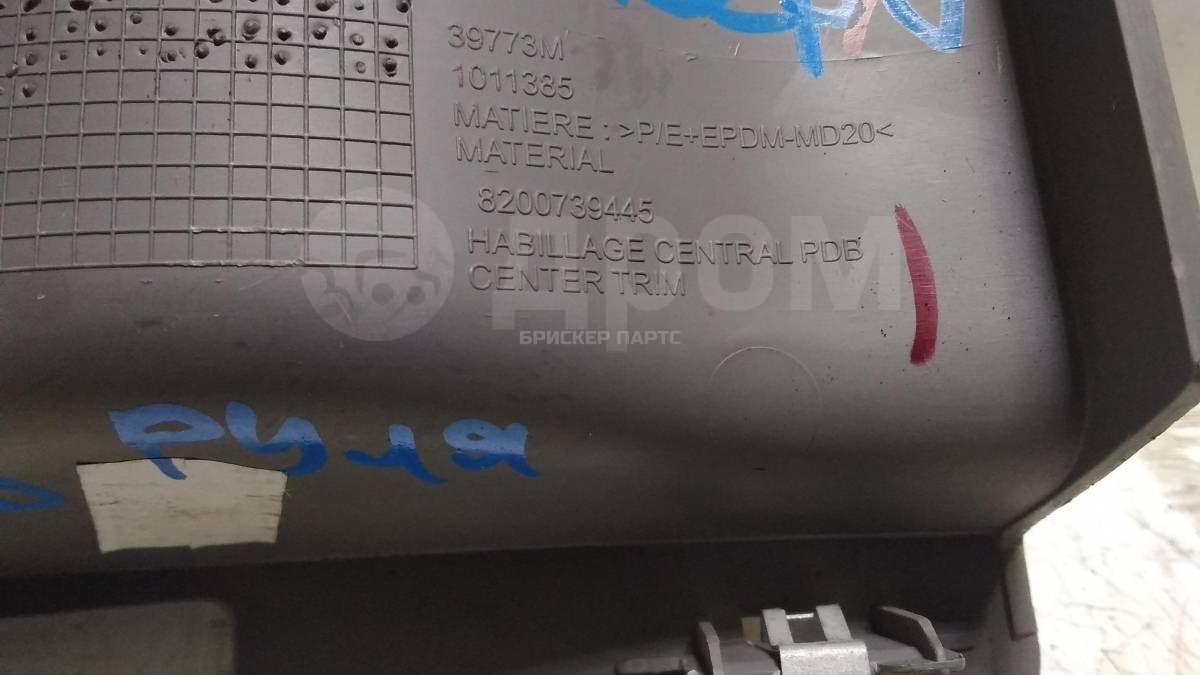 39773M
1011385
MATIERE : >P/E+EPDM-MD20<
MATERIAL
8200739445
HABILLAGE CENTRAL PDB
CENTER TRIM
ДРОМ
БРИСКЕР ПАРТС
руля